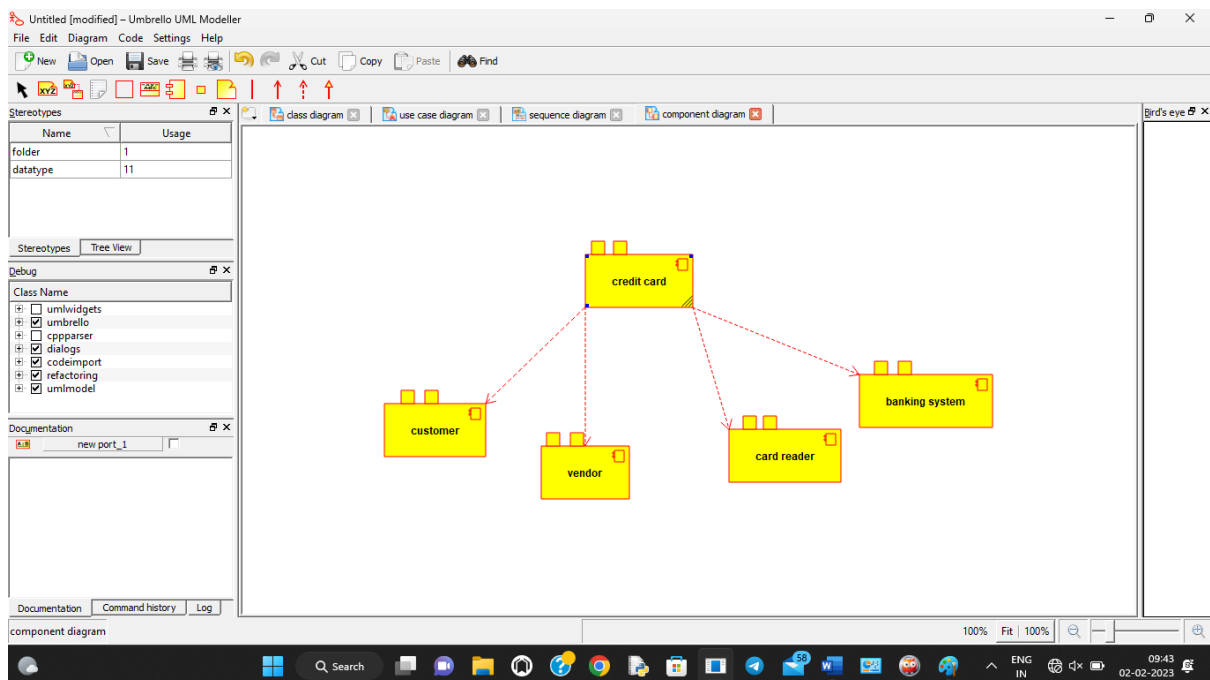 Untitled [modified] – Umbrello UML Modeller
File Edit Diagram Code Settings Help
New Open Save Cut Copy Paste Find
XYZ
Stereotypes
Name Usage
folder 1
datatype 11
Stereotypes Tree View
Debug
Class Name
umlwidgets
umbrello
cppparser
dialogs
codeimport
refactoring
umlmodel
Documentation
new port_1
Documentation Command history Log
class diagram use case diagram sequence diagram component diagram
Bird's eye
credit card
customer
vendor
card reader
banking system
component diagram
100% Fit 100%
Search
58
ENG
IN
09:43
02-02-2023